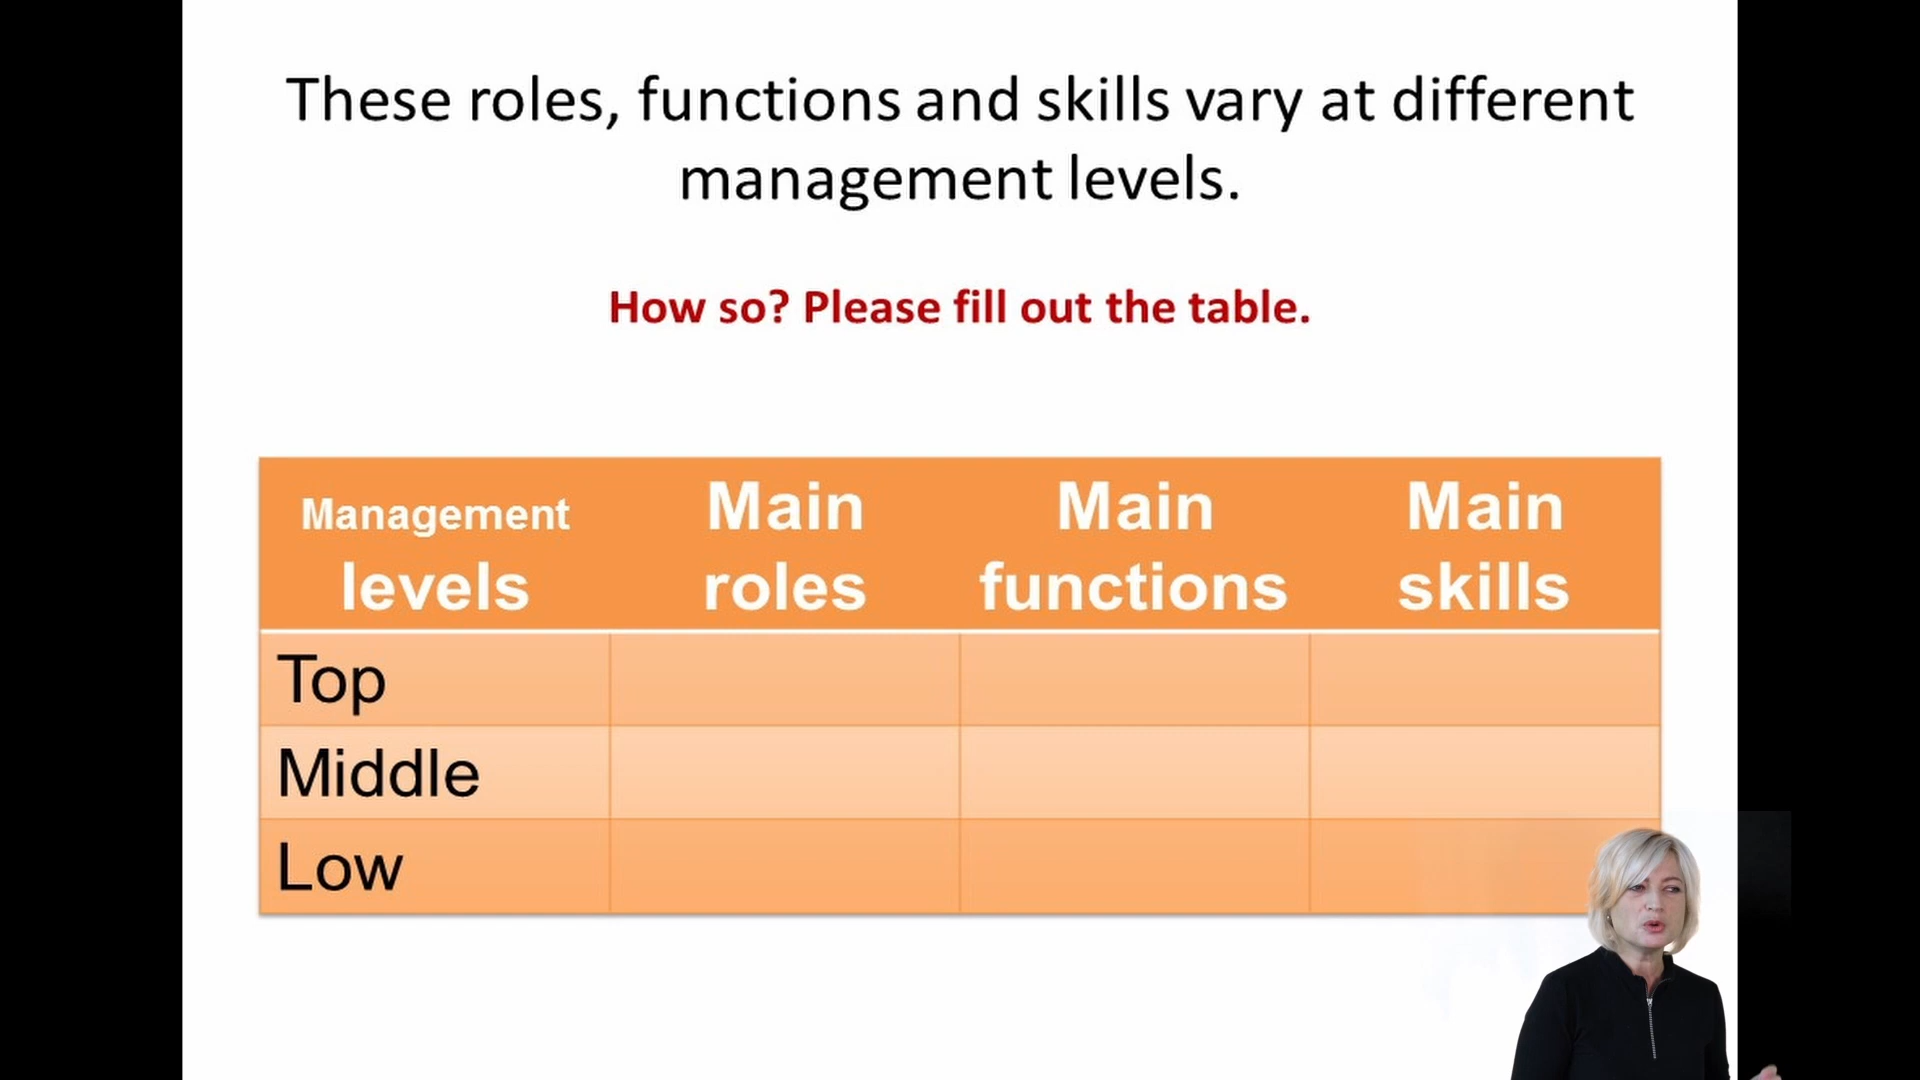 These roles, functions and skills vary at different
management levels.
How so? Please fill out the table.
Management levels
Main roles
Main functions
Main skills
Top
Middle
Low